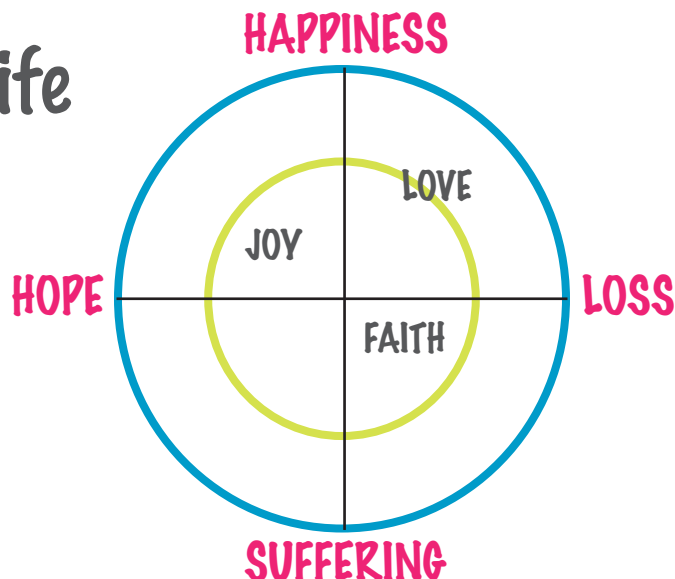 HAPPINESS
ife
LOVE
JOY
HOPE
LOSS
FAITH
SUFFERING